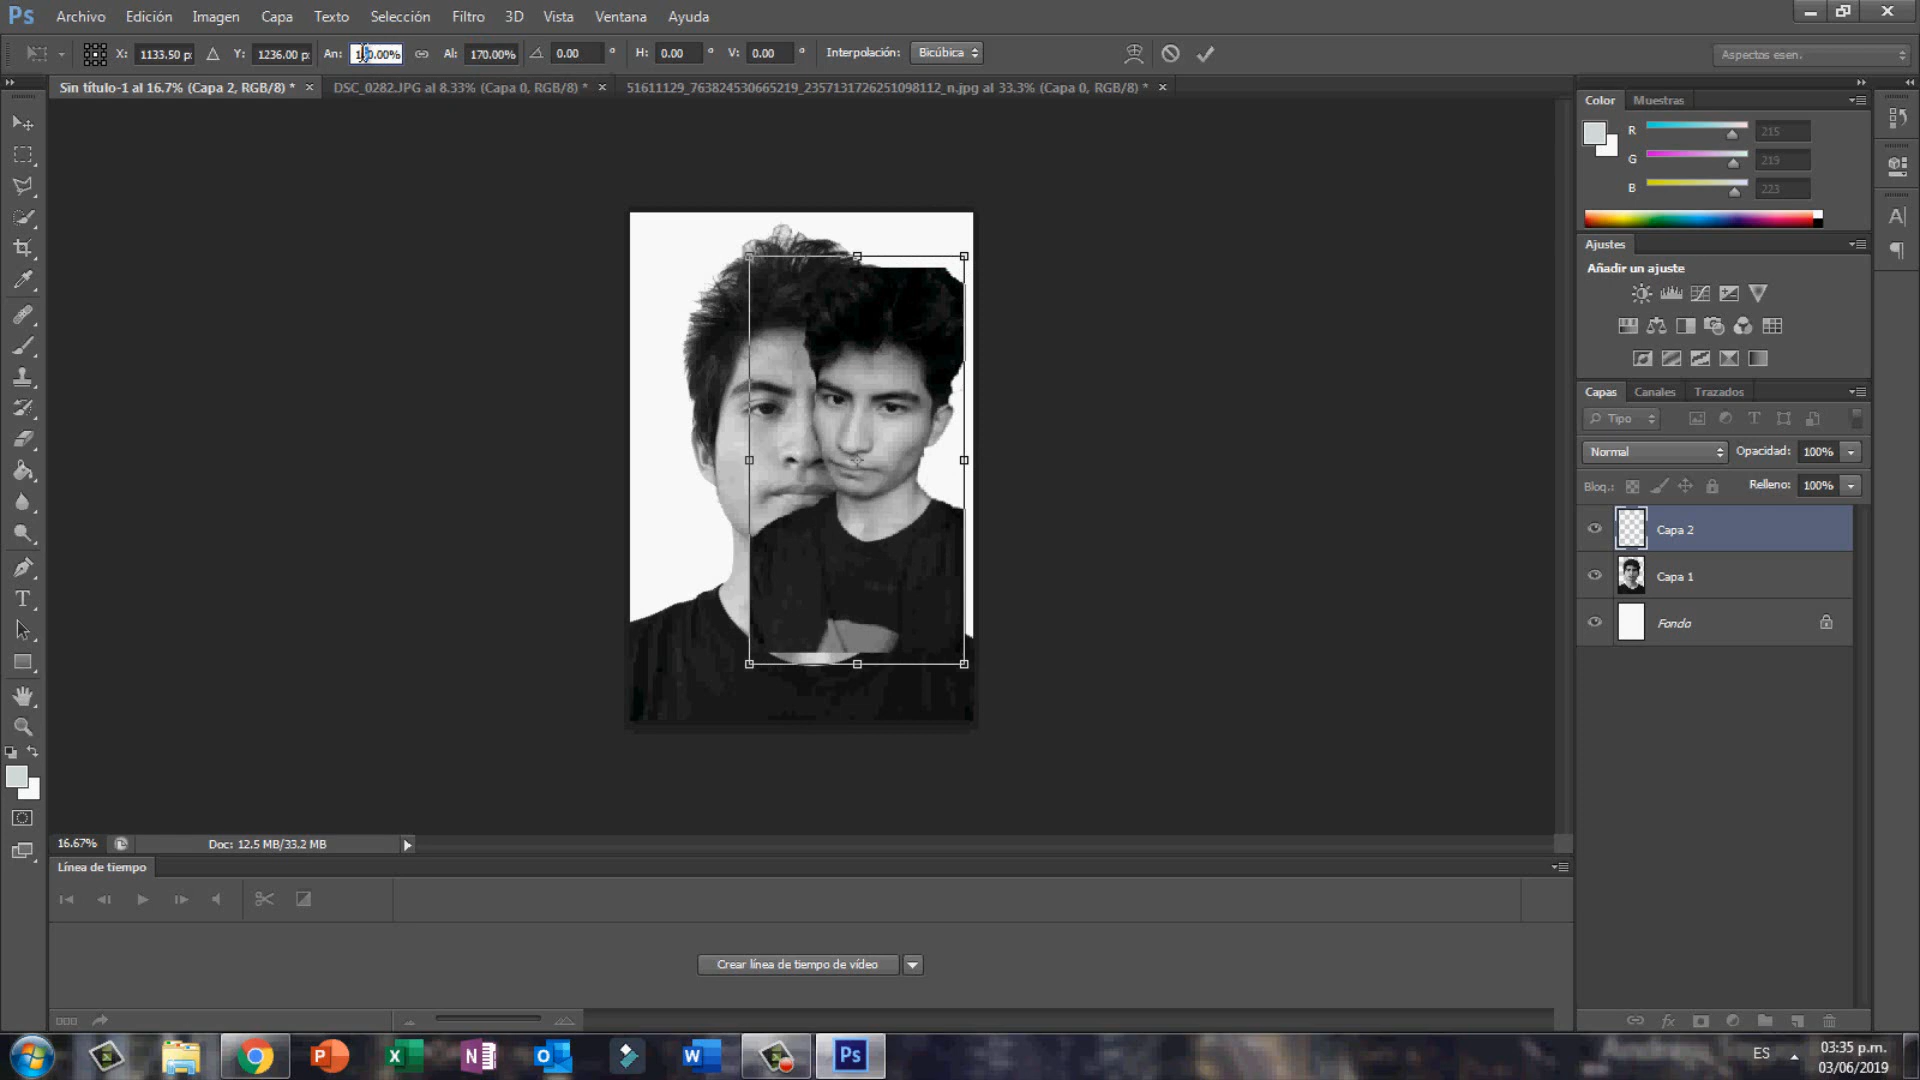 Ps Archivo Edición Imagen Capa Texto Selección Filtro 3D Vista Ventana Ayuda
X: 1133.50 p: Y: 1236.00 p: An: Al: 170.00% 0.00 ° H: 0.00 ° V: 0.00 ° Interpolación: Bicúbica Aspectos esen.
Sin título-1 al 16.7% (Capa 2, RGB/8) * × DSC_0282.JPG al 8.33% (Capa 0, RGB/8) * × 51611129_763824530665219_2357131726251098112_n.jpg al 33.3% (Capa 0, RGB/8) * ×
Color Muestras
R 215
G 219
B 223
Ajustes
Añadir un ajuste
Capas Canales Trazados
Tipo
Normal Opacidad: 100%
Bloq.: Relleno: 100%
Capa 2
Capa 1
Fondo
16.67% Doc: 12.5 MB/33.2 MB
Línea de tiempo
Crear línea de tiempo de vídeo
ES 03:35 p.m.
03/06/2019